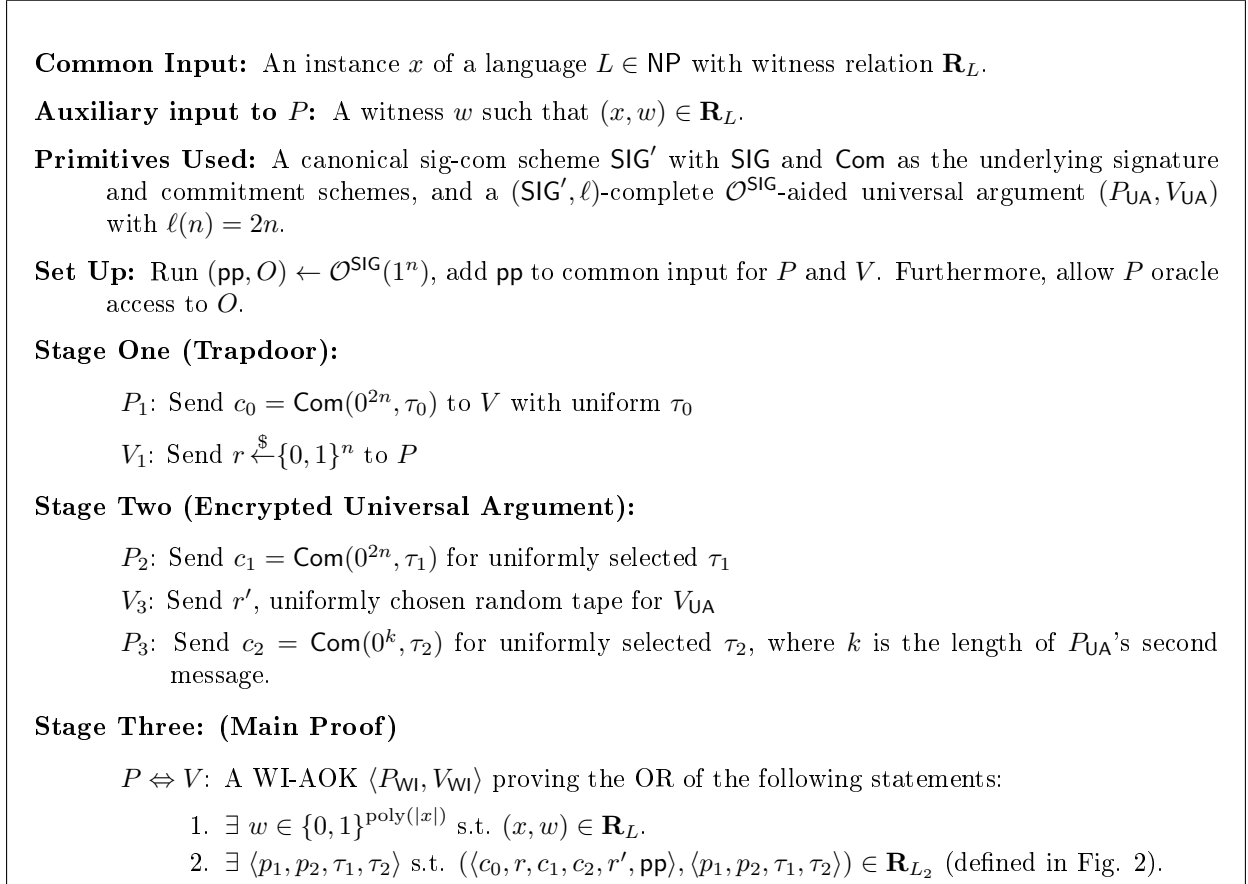 Common Input: An instance x of a language L ∈ NP with witness relation R_L.
Auxiliary input to P: A witness w such that (x, w) ∈ R_L.
Primitives Used: A canonical sig-com scheme SIG′ with SIG and Com as the underlying signature
and commitment schemes, and a (SIG′, ℓ)-complete 𝒪^SIG-aided universal argument (P_UA, V_UA)
with ℓ(n) = 2n.
Set Up: Run (pp, O) ← 𝒪^SIG(1^n), add pp to common input for P and V. Furthermore, allow P oracle
access to O.
Stage One (Trapdoor):
P_1: Send c_0 = Com(0^{2n}, τ_0) to V with uniform τ_0
V_1: Send r ←^$ {0, 1}^n to P
Stage Two (Encrypted Universal Argument):
P_2: Send c_1 = Com(0^{2n}, τ_1) for uniformly selected τ_1
V_3: Send r′, uniformly chosen random tape for V_UA
P_3: Send c_2 = Com(0^k, τ_2) for uniformly selected τ_2, where k is the length of P_UA's second
message.
Stage Three: (Main Proof)
P ⇔ V: A WI-AOK ⟨P_WI, V_WI⟩ proving the OR of the following statements:
1. ∃ w ∈ {0, 1}^{poly(|x|)} s.t. (x, w) ∈ R_L.
2. ∃ ⟨p_1, p_2, τ_1, τ_2⟩ s.t. (⟨c_0, r, c_1, c_2, r′, pp⟩, ⟨p_1, p_2, τ_1, τ_2⟩) ∈ R_{L_2} (defined in Fig. 2).